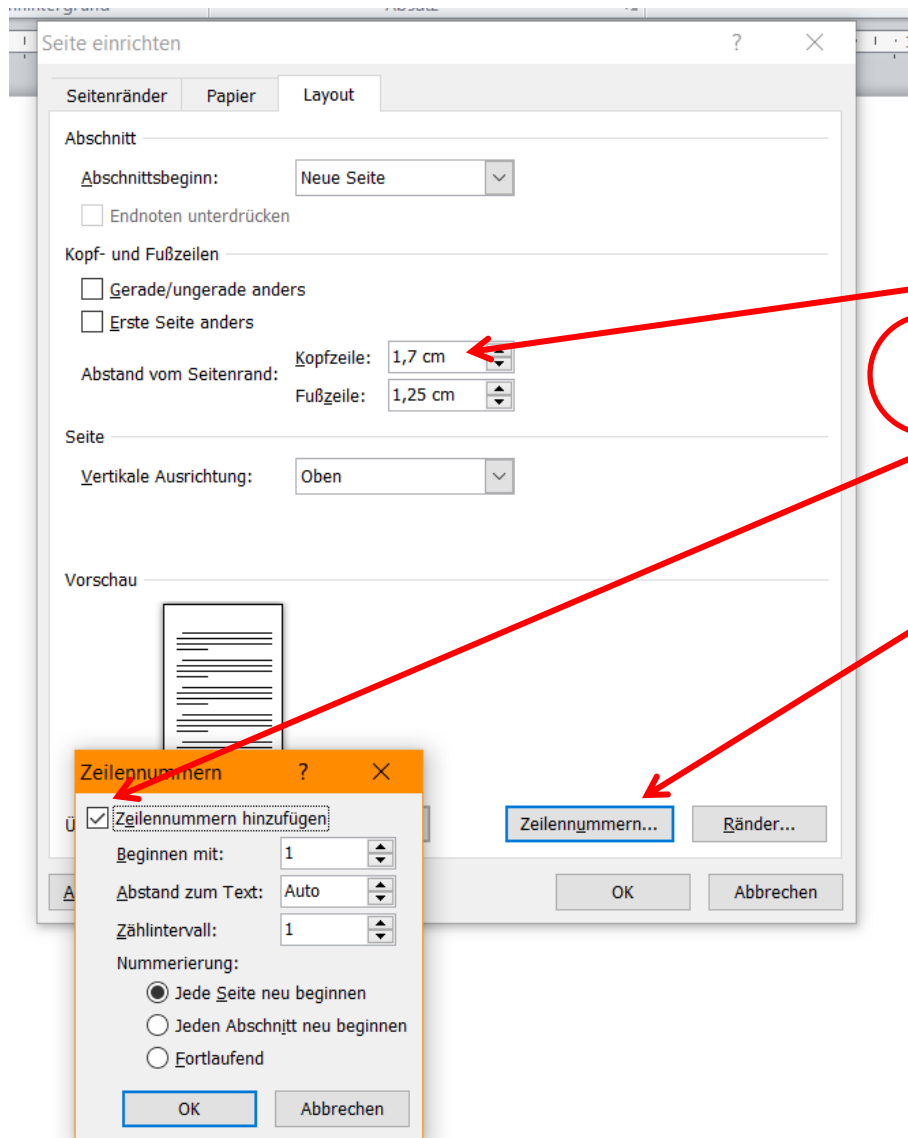 Absatz
Seite einrichten ? ×
Seitenränder Papier Layout
Abschnitt
Abschnittsbeginn: Neue Seite
Endnoten unterdrücken
Kopf- und Fußzeilen
Gerade/ungerade anders
Erste Seite anders
Abstand vom Seitenrand: Kopfzeile: 1,7 cm
Fußzeile: 1,25 cm
Seite
Vertikale Ausrichtung: Oben
Vorschau
Zeilennummern... Ränder...
OK Abbrechen
Zeilennummern ? ×
Zeilennummern hinzufügen
Beginnen mit: 1
Abstand zum Text: Auto
Zählintervall: 1
Nummerierung:
Jede Seite neu beginnen
Jeden Abschnitt neu beginnen
Fortlaufend
OK Abbrechen